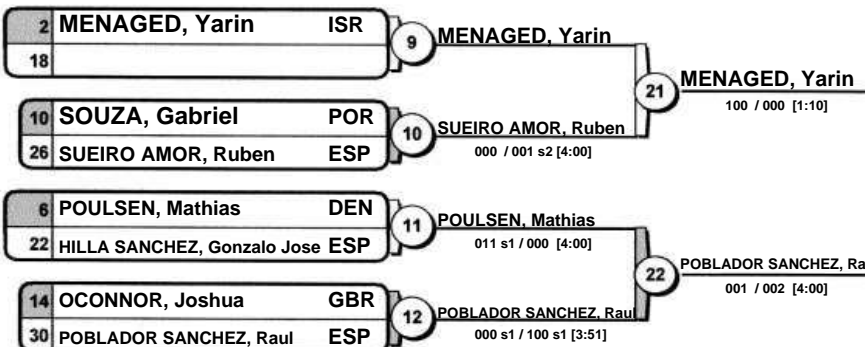 2 MENAGED, Yarin ISR
18
9
MENAGED, Yarin
10 SOUZA, Gabriel POR
26 SUEIRO AMOR, Ruben ESP
10
SUEIRO AMOR, Ruben
000 / 001 s2 [4:00]
21
MENAGED, Yarin
100 / 000 [1:10]
6 POULSEN, Mathias DEN
22 HILLA SANCHEZ, Gonzalo Jose ESP
11
POULSEN, Mathias
011 s1 / 000 [4:00]
14 OCONNOR, Joshua GBR
30 POBLADOR SANCHEZ, Raul ESP
12
POBLADOR SANCHEZ, Raul
000 s1 / 100 s1 [3:51]
22
POBLADOR SANCHEZ, Ra
001 / 002 [4:00]